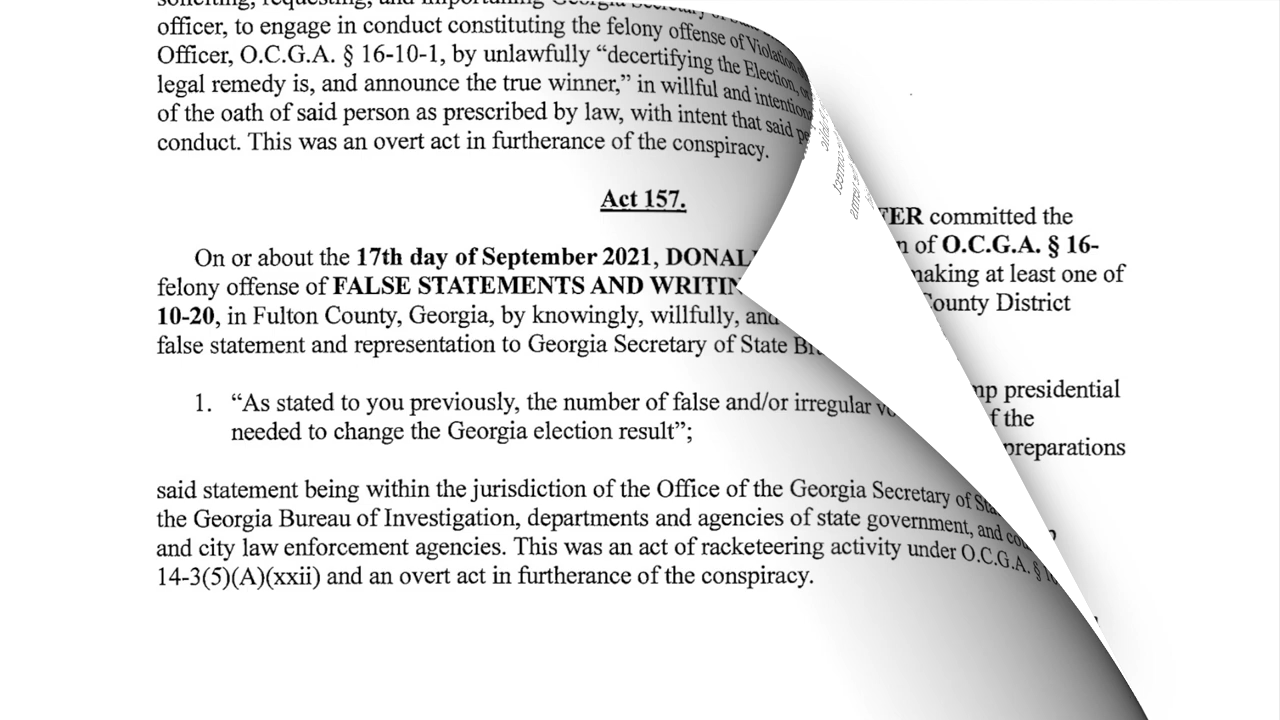 soliciting, requesting, and importuning Georgia Secretary of
officer, to engage in conduct constituting the felony offense of Violation
Officer, O.C.G.A. § 16-10-1, by unlawfully “decertifying the Election,
legal remedy is, and announce the true winner,” in willful and
of the oath of said person as prescribed by law, with intent that said
conduct. This was an overt act in furtherance of the conspiracy.
Act 157.
On or about the 17th day of September 2021,
felony offense of FALSE STATEMENTS AND
10-20, in Fulton County, Georgia, by knowingly, willfully, and
false statement and representation to Georgia Secretary of State
1. “As stated to you previously, the number of false and/or irregular
needed to change the Georgia election result”;
said statement being within the jurisdiction of the Office of the Georgia Secretary of
the Georgia Bureau of Investigation, departments and agencies of state government, and
and city law enforcement agencies. This was an act of racketeering activity under O.C.G.A. §
14-3(5)(A)(xxii) and an overt act in furtherance of the conspiracy.
committed the
of O.C.G.A. § 16-
making at least one of
County District
presidential
the
preparations